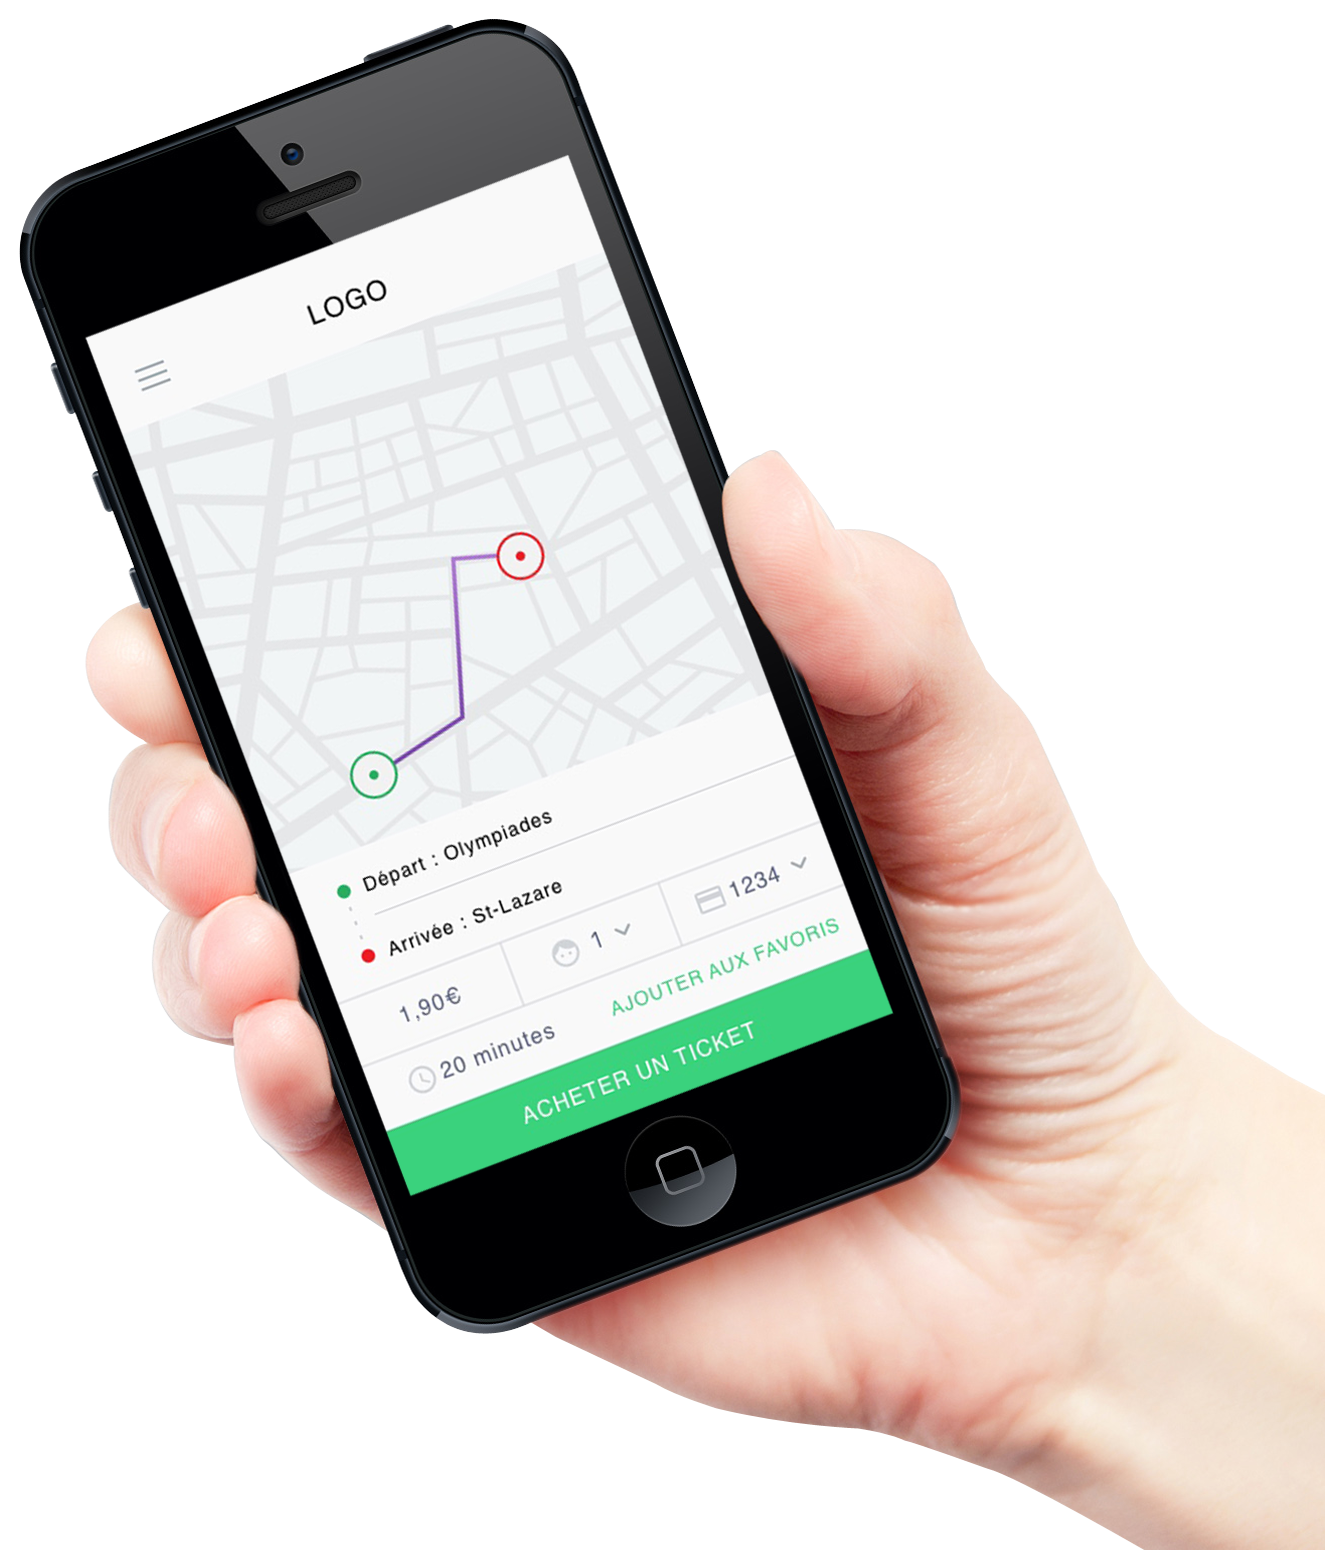 LOGO
Départ : Olympiades
Arrivée : St-Lazare
1,90€
1
1234
20 minutes
AJOUTER AUX FAVORIS
ACHETER UN TICKET